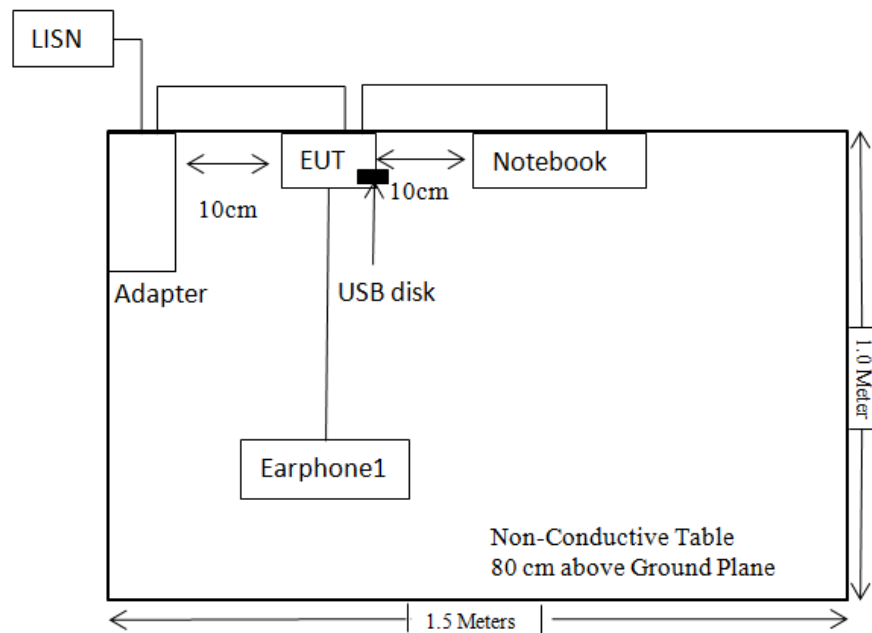 LISN
EUT
Notebook
10cm
10cm
Adapter
USB disk
1.0 Meter
Earphone1
Non-Conductive Table
80 cm above Ground Plane
1.5 Meters